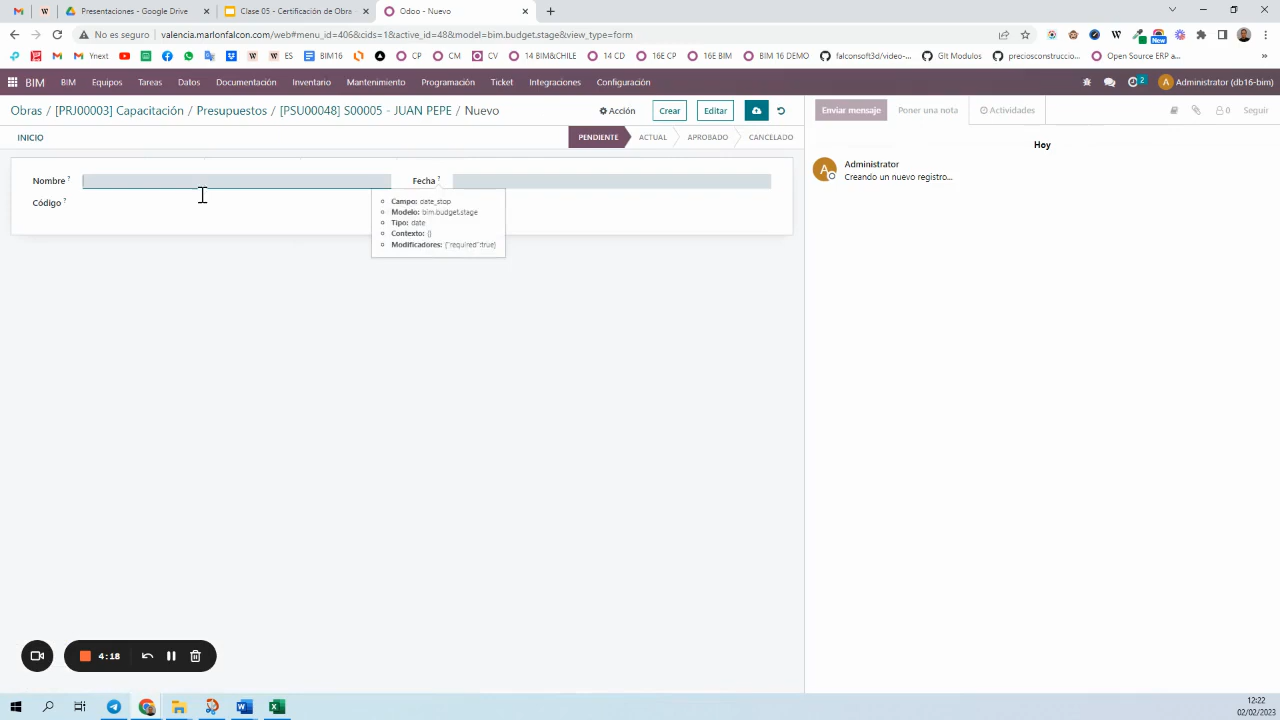 Presentaciones - Google Drive
Clase 05 - Certificación de Obra
Odoo - Nuevo
No es seguro
valencia.marlonfalcon.com/web#menu_id=406&cids=1&active_id=48&model=bim.budget.stage&view_type=form
Gmail
Ynext
ES
BIM16
CP
CMF
CV
14 BIM&CHILE
14 CD
16E CP
16E BIM
BIM 16 DEMO
falconsoft3d/video-...
GIt Modulos
preciosconstruccio...
Open Source ERP a...
New
BIM
BIM
Equipos
Tareas
Datos
Documentación
Inventario
Mantenimiento
Programación
Ticket
Integraciones
Configuración
2
A
Administrator (db16-bim)
Obras / [PRJ00003] Capacitación / Presupuestos / [PSU00048] S00005 - JUAN PEPE / Nuevo
Acción
Crear
Editar
Enviar mensaje
Poner una nota
Actividades
0
Seguir
INICIO
PENDIENTE
ACTUAL
APROBADO
CANCELADO
Hoy
Nombre ?
Fecha ?
Código ?
Campo: date_stop
Modelo: bim.budget.stage
Tipo: date
Contexto: {}
Modificadores: {"required":true}
A
Administrator
Creando un nuevo registro...
4:18
12:22
02/02/2023